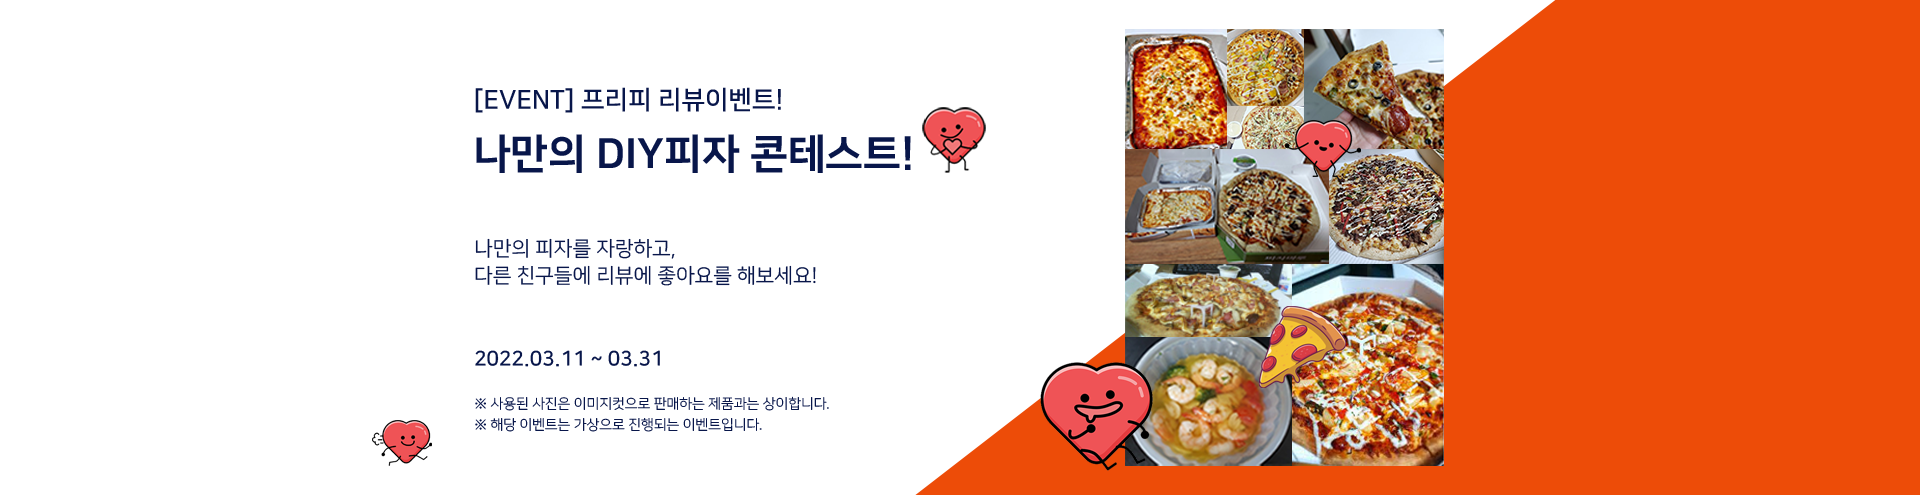 [EVENT] 프리피 리뷰이벤트!
나만의 DIY피자 콘테스트!
나만의 피자를 자랑하고,
다른 친구들에 리뷰에 좋아요를 해보세요!
2022.03.11 ~ 03.31
※ 사용된 사진은 이미지컷으로 판매하는 제품과는 상이합니다.
※ 해당 이벤트는 가상으로 진행되는 이벤트입니다.